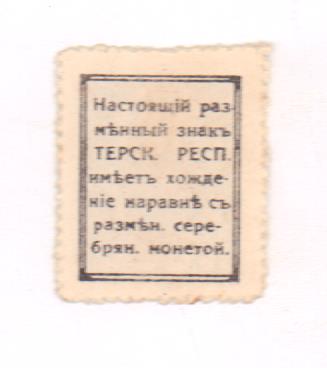 Настоящій раз-
мѣнный знакъ
ТЕРСК. РЕСП.
имѣетъ хожде-
ніе наравнѣ съ
размѣн. сере-
брян. монетой.